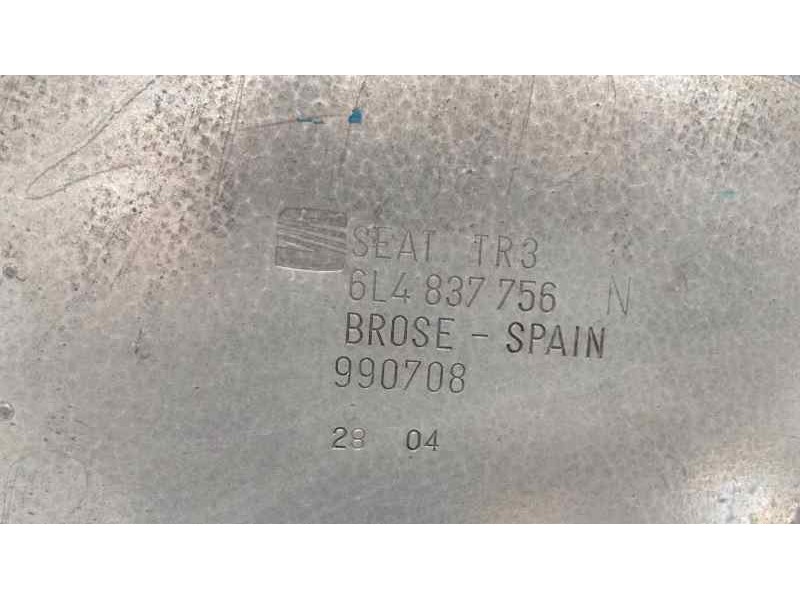 SEAT TR3
6L4 837 756 N
BROSE - SPAIN
990708
28 04